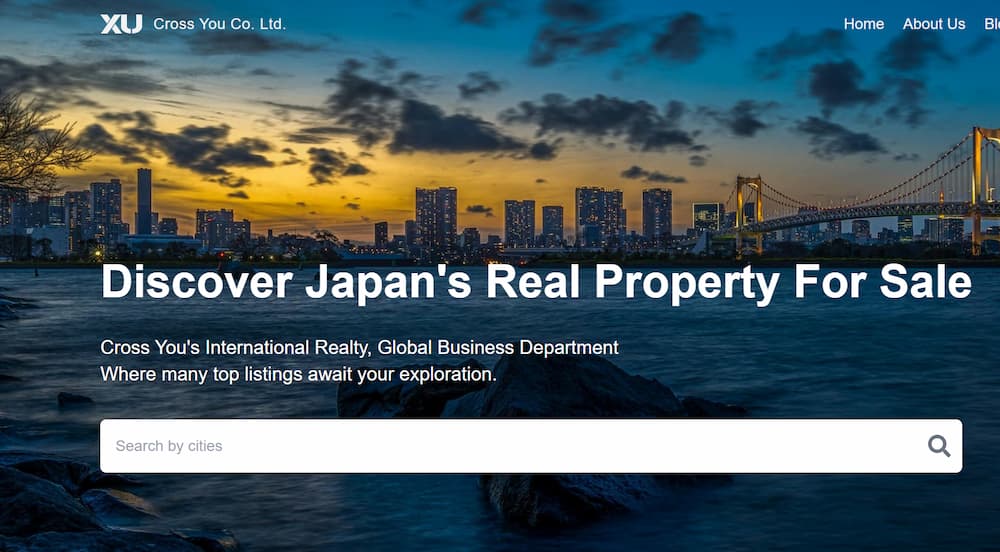 XU Cross You Co. Ltd. Home About Us
Discover Japan's Real Property For Sale
Cross You's International Realty, Global Business Department
Where many top listings await your exploration.
Search by cities